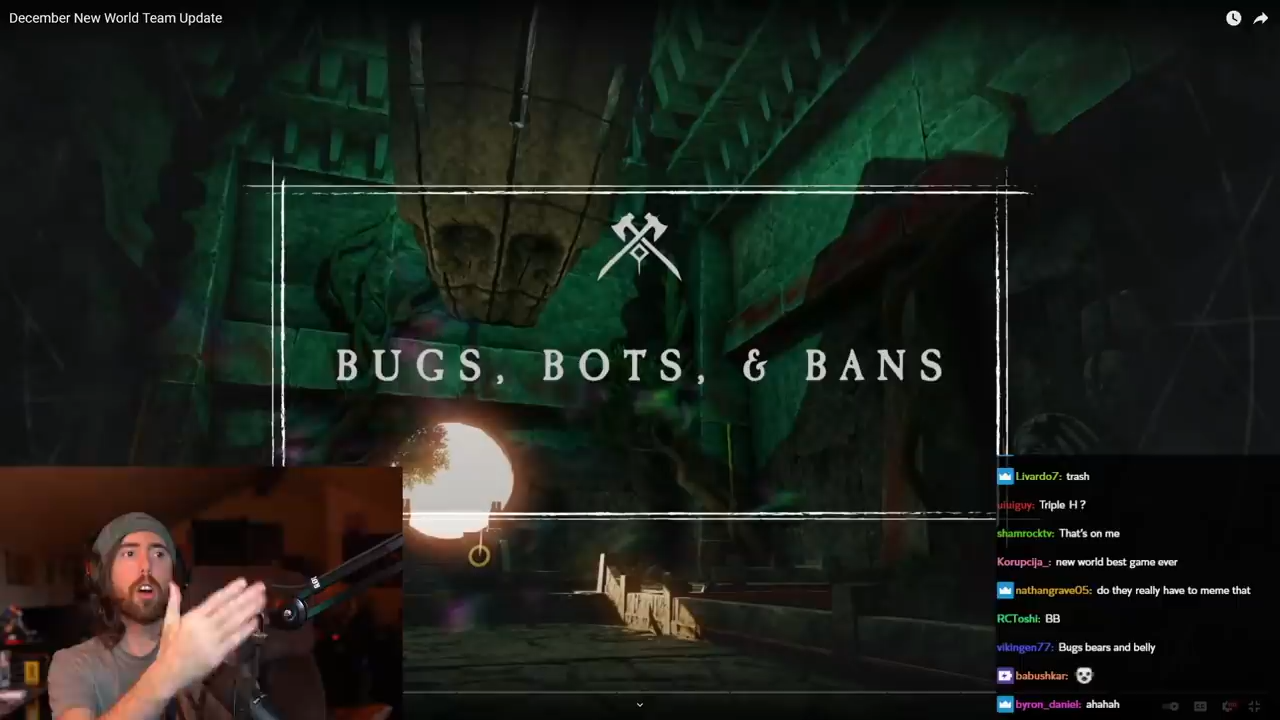 December New World Team Update
BUGS, BOTS, & BANS
Livardo7: trash
uiuiguy: Triple H ?
shamrocktv: That's on me
Korupcija_: new world best game ever
nathangrave05: do they really have to meme that
RCToshi: BB
vikingen77: Bugs bears and belly
babushkar:
byron_daniel: ahahah